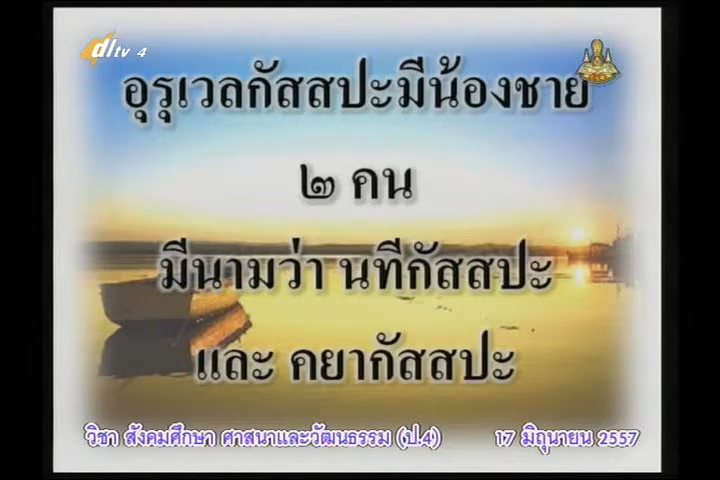 dltv 4
อุรุเวลกัสสปะมีน้องชาย
๒ คน
มีนามว่า นทีกัสสปะ
และ คยากัสสปะ
วิชา สังคมศึกษา ศาสนาและวัฒนธรรม (ป.4) 17 มิถุนายน 2557